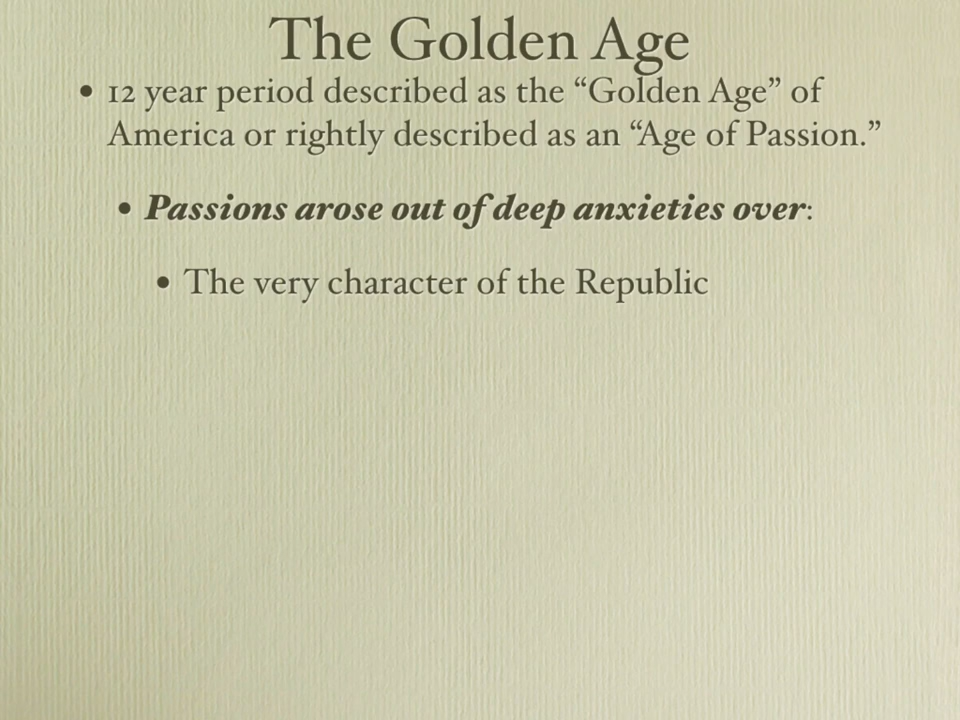 The Golden Age
• 12 year period described as the “Golden Age” of
America or rightly described as an “Age of Passion.”
• Passions arose out of deep anxieties over:
• The very character of the Republic